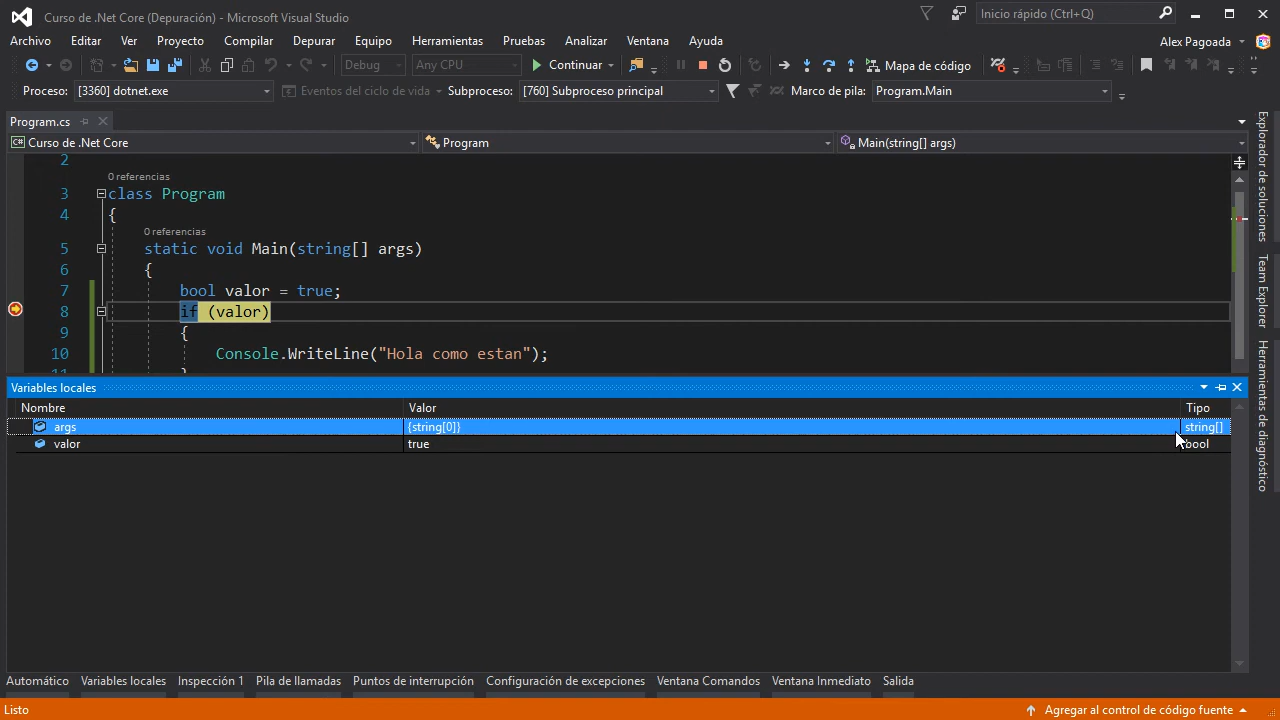 Curso de .Net Core (Depuración) - Microsoft Visual Studio
Inicio rápido (Ctrl+Q)
Archivo Editar Ver Proyecto Compilar Depurar Equipo Herramientas Pruebas Analizar Ventana Ayuda
Alex Pagoada
Debug Any CPU Continuar Mapa de código
Proceso: [3360] dotnet.exe Eventos del ciclo de vida Subproceso: [760] Subproceso principal Marco de pila: Program.Main
Program.cs
C# Curso de .Net Core Program Main(string[] args)
2
0 referencias
3 class Program
4 {
0 referencias
5 static void Main(string[] args)
6 {
7 bool valor = true;
8 if (valor)
9 {
10 Console.WriteLine("Hola como estan");
11 }
Variables locales
Nombre Valor Tipo
args {string[0]} string[]
valor true bool
Automático Variables locales Inspección 1 Pila de llamadas Puntos de interrupción Configuración de excepciones Ventana Comandos Ventana Inmediato Salida
Listo Agregar al control de código fuente
Explorador de soluciones
Team Explorer
Herramientas de diagnóstico